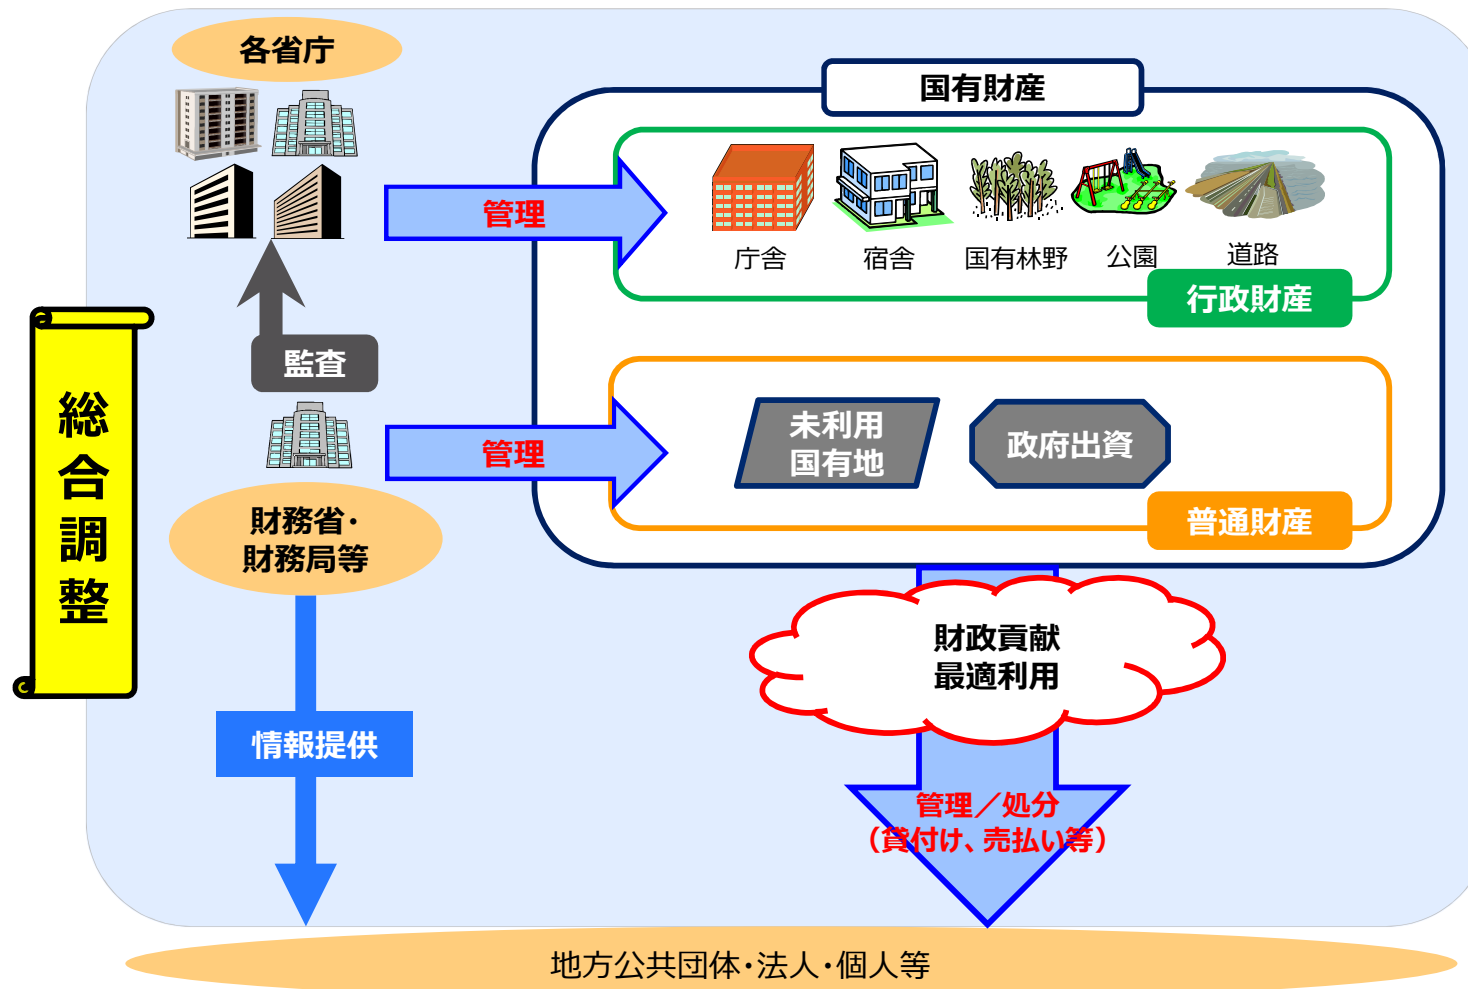 各省庁
国有財産
管理
庁舎
宿舎
国有林野
公園
道路
行政財産
総合調整
監査
管理
未利用
国有地
政府出資
普通財産
財務省・
財務局等
財政貢献
最適利用
情報提供
管理／処分
（貸付け、売払い等）
地方公共団体・法人・個人等